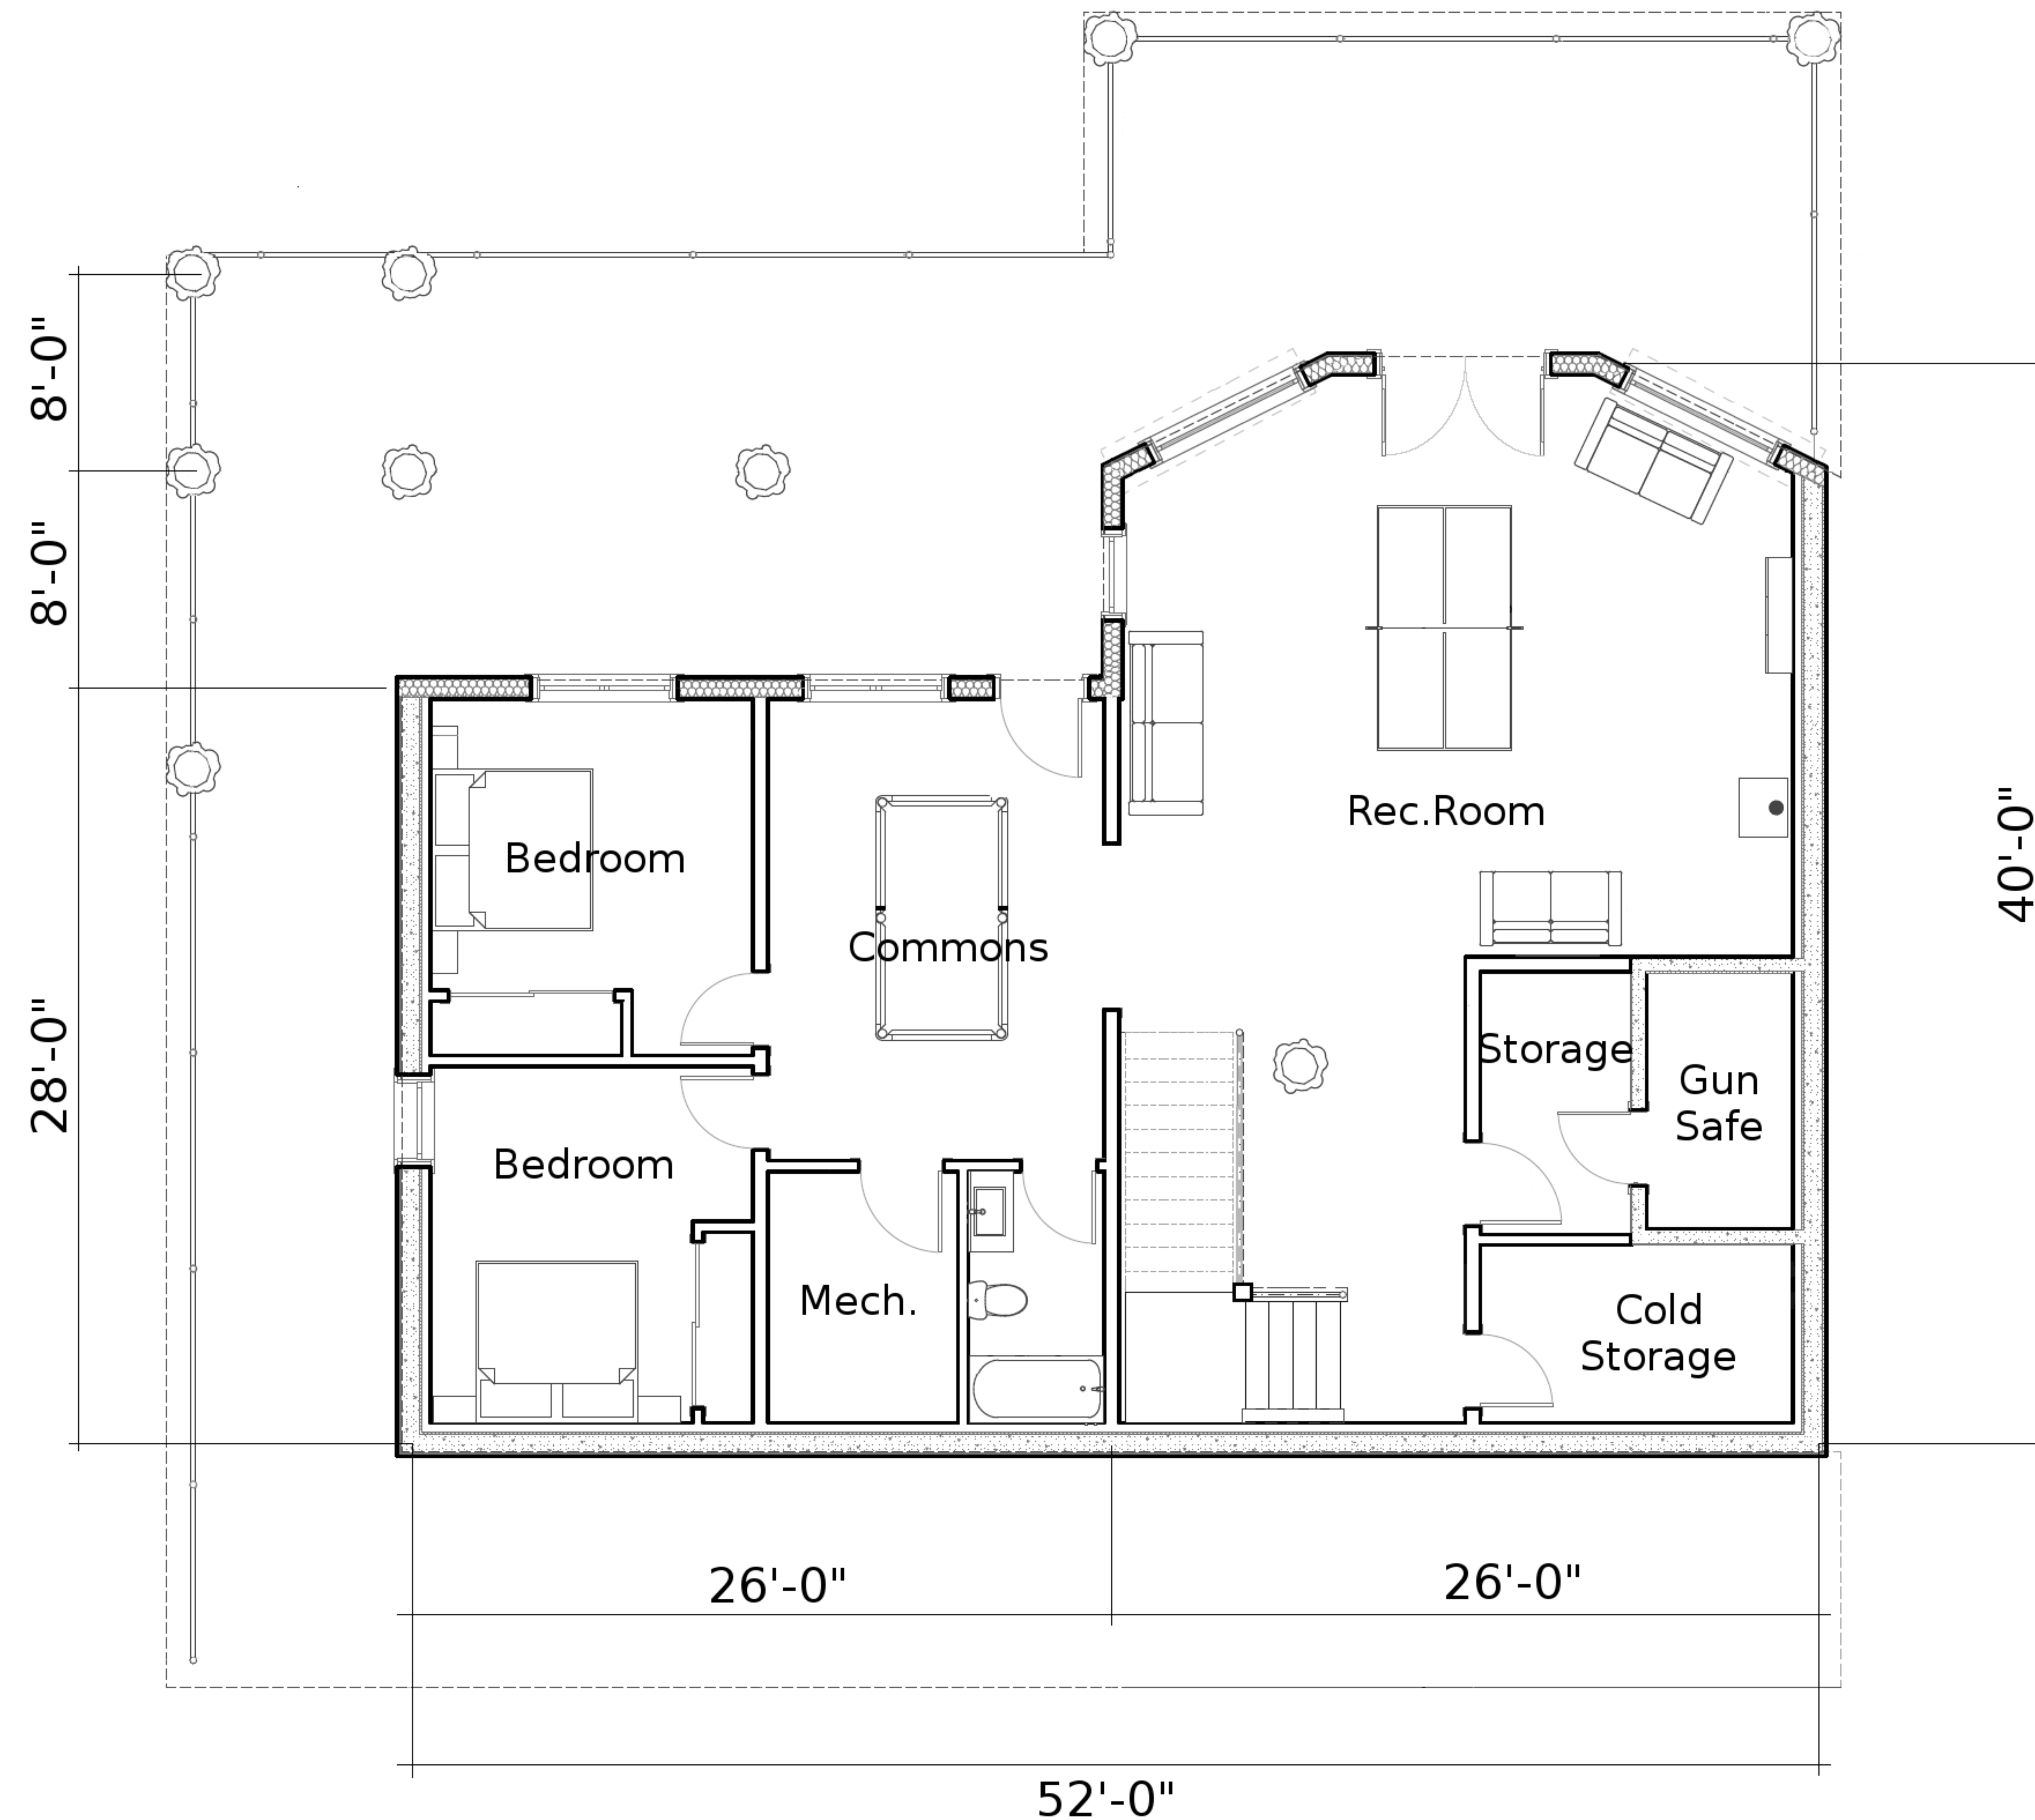 8'-0"
8'-0"
28'-0"
40'-0"
Rec.Room
Bedroom
Commons
Storage
Gun
Safe
Bedroom
Mech.
Cold
Storage
26'-0"
26'-0"
52'-0"